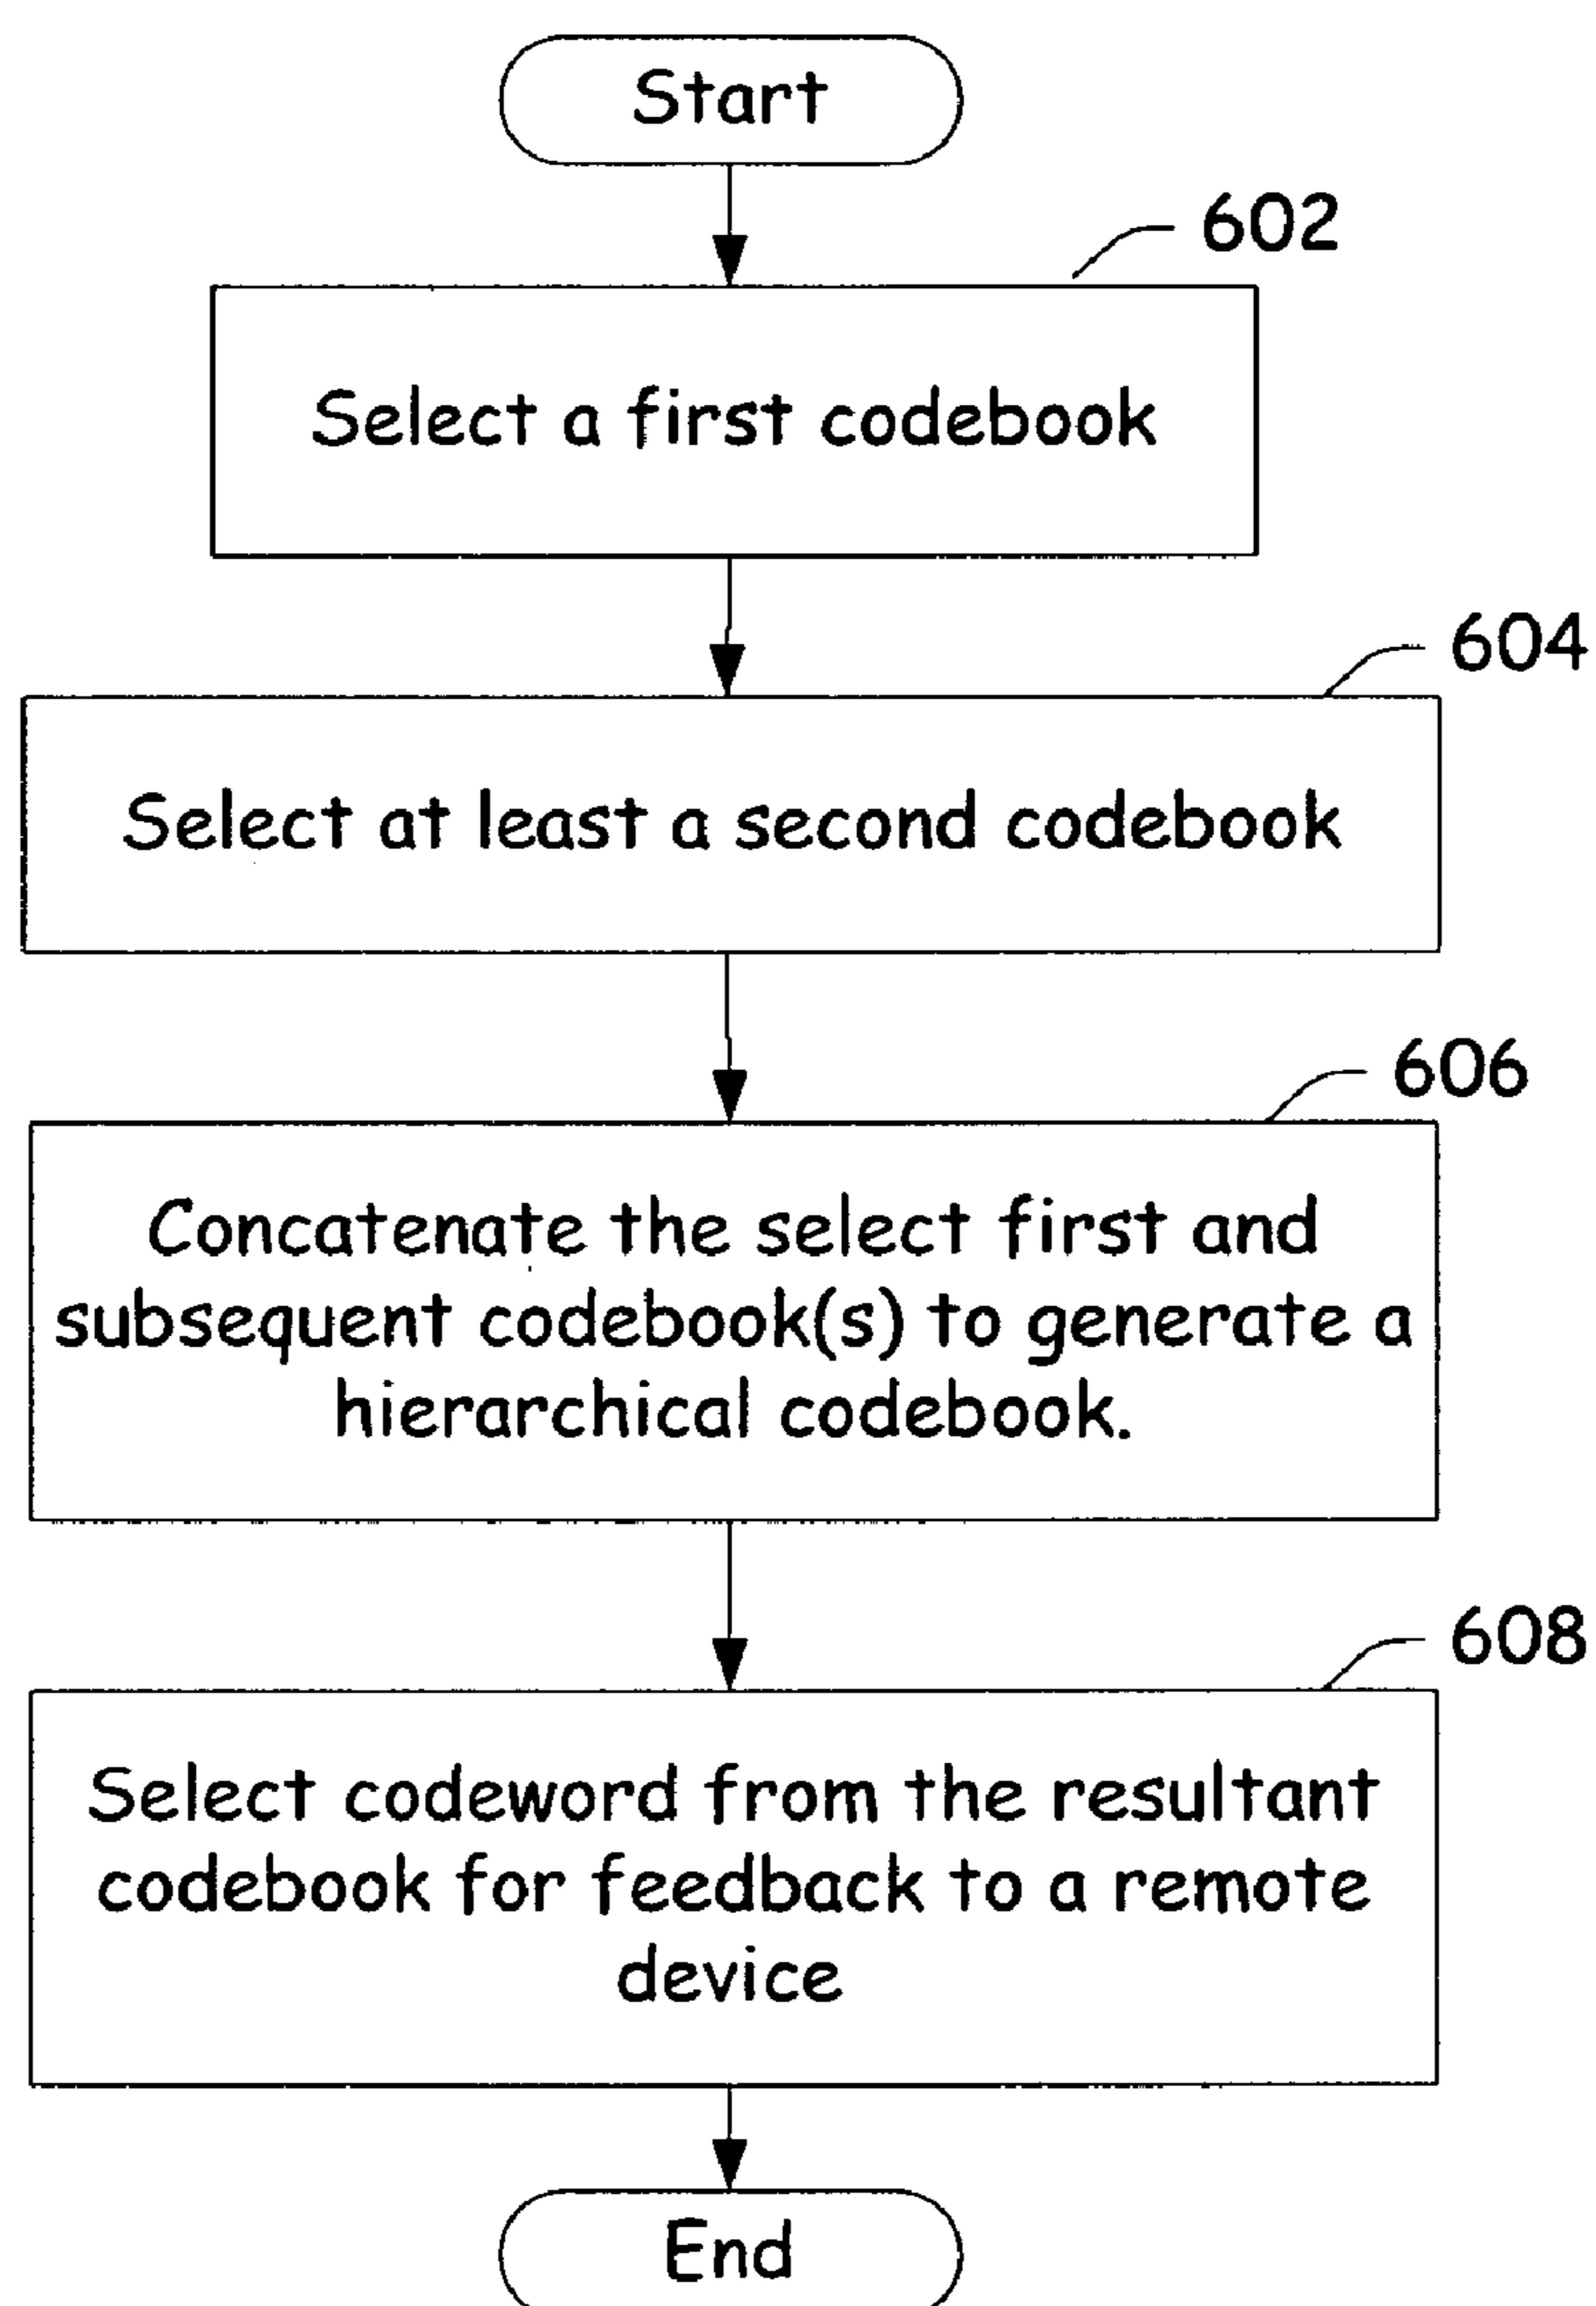 Start
602
Select a first codebook
604
Select at least a second codebook
606
Concatenate the select first and
subsequent codebook(s) to generate a
hierarchical codebook.
608
Select codeword from the resultant
codebook for feedback to a remote
device
End